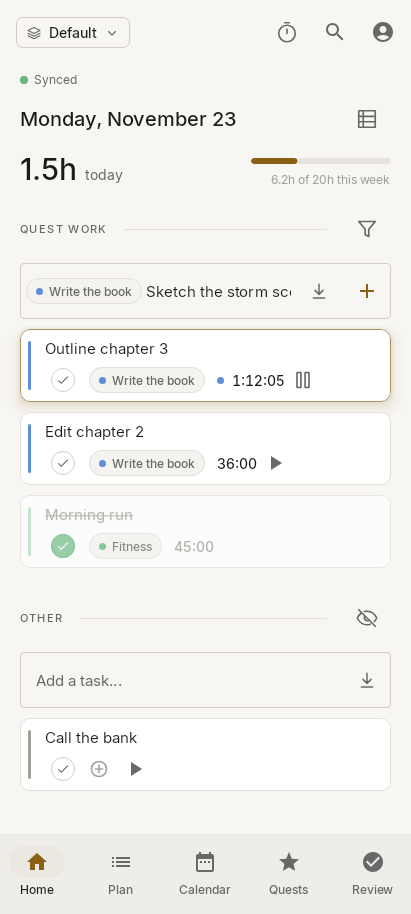 Default
Synced
Monday, November 23
1.5h today
6.2h of 20h this week
QUEST WORK
Write the book Sketch the storm sc
Outline chapter 3
Write the book 1:12:05
Edit chapter 2
Write the book 36:00
Morning run
Fitness 45:00
OTHER
Add a task...
Call the bank
Home Plan Calendar Quests Review